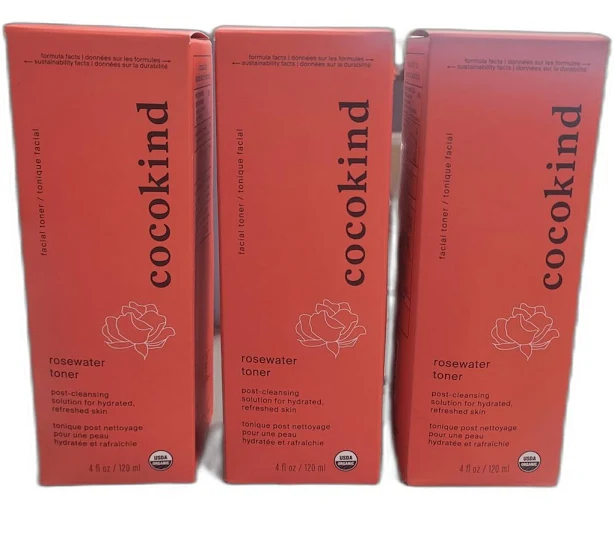 formula facts | données sur les formules
← sustainability facts | données sur la durabilité →
cocokind
facial toner / tonique facial
rosewater
toner
post-cleansing
solution for hydrated,
refreshed skin
tonique post nettoyage
pour une peau
hydratée et rafraîchie
4 fl oz / 120 ml
USDA
ORGANIC
formula facts | données sur les formules
← sustainability facts | données sur la durabilité →
cocokind
facial toner / tonique facial
rosewater
toner
post-cleansing
solution for hydrated,
refreshed skin
tonique post nettoyage
pour une peau
hydratée et rafraîchie
4 fl oz / 120 ml
USDA
ORGANIC
formula facts | données sur les formules
← sustainability facts | données sur la durabilité →
cocokind
facial toner / tonique facial
rosewater
toner
post-cleansing
solution for hydrated,
refreshed skin
tonique post nettoyage
pour une peau
hydratée et rafraîchie
4 fl oz / 120 ml
USDA
ORGANIC